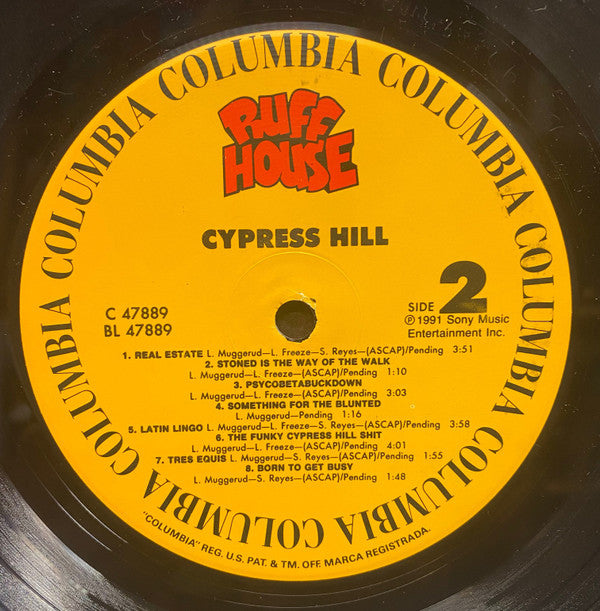 COLUMBIA COLUMBIA COLUMBIA COLUMBIA COLUMBIA COLUMBIA COLUMBIA COLUMBIA
RUFF
HOUSE
CYPRESS HILL
C 47889
BL 47889
SIDE 2
℗1991 Sony Music
Entertainment Inc.
1. REAL ESTATE L. Muggerud—L. Freeze—S. Reyes—(ASCAP)/Pending 3:51
2. STONED IS THE WAY OF THE WALK
L. Muggerud—L. Freeze—(ASCAP)/Pending 1:10
3. PSYCOBETABUCKDOWN
L. Muggerud—L. Freeze—(ASCAP)/Pending 3:03
4. SOMETHING FOR THE BLUNTED
L. Muggerud—Pending 1:16
5. LATIN LINGO L. Muggerud—L. Freeze—S. Reyes—(ASCAP)/Pending 3:58
6. THE FUNKY CYPRESS HILL SHIT
L. Muggerud—L. Freeze—(ASCAP)/Pending 4:01
7. TRES EQUIS L. Muggerud—S. Reyes—(ASCAP)/Pending 1:55
8. BORN TO GET BUSY
L. Muggerud—S. Reyes—(ASCAP)/Pending 1:48
"COLUMBIA" REG. U.S. PAT. & TM. OFF. MARCA REGISTRADA.